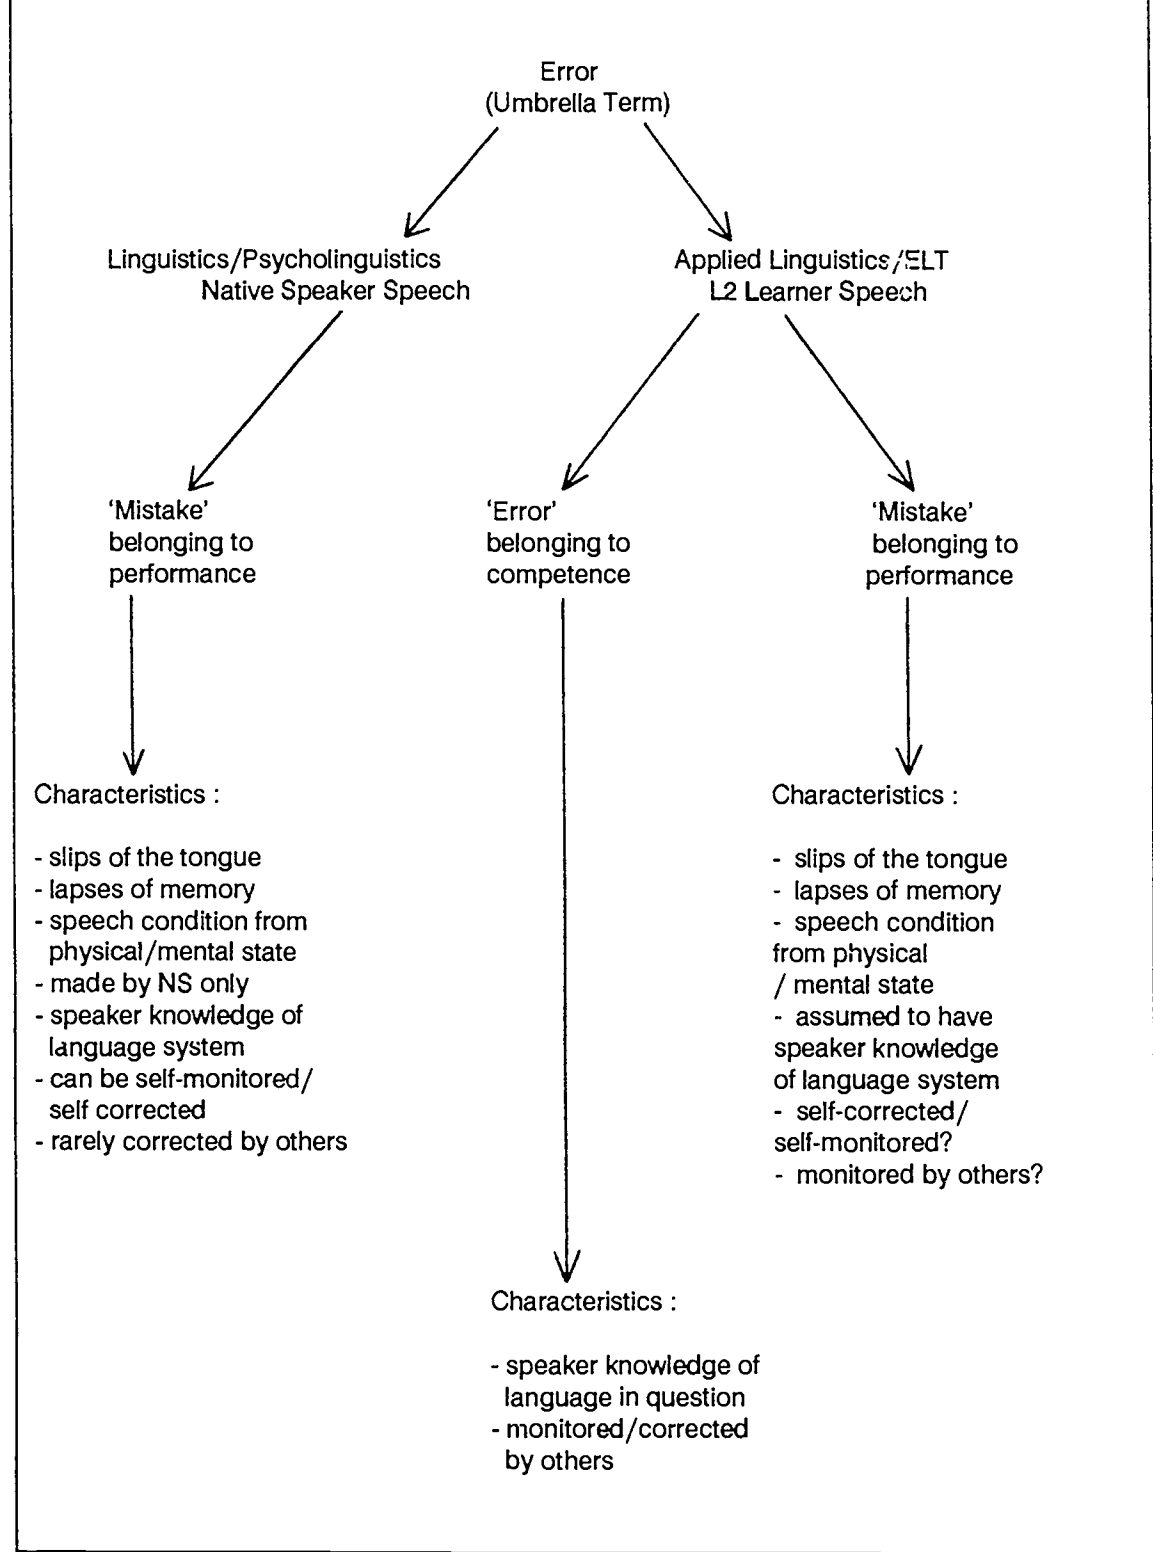 Error
(Umbrella Term)
Linguistics/Psycholinguistics
Native Speaker Speech
Applied Linguistics/ELT
L2 Learner Speech
'Mistake'
belonging to
performance
'Error'
belonging to
competence
'Mistake'
belonging to
performance
Characteristics :
- slips of the tongue
- lapses of memory
- speech condition from
physical/mental state
- made by NS only
- speaker knowledge of
language system
- can be self-monitored/
self corrected
- rarely corrected by others
Characteristics :
- slips of the tongue
- lapses of memory
- speech condition
from physical
/ mental state
- assumed to have
speaker knowledge
of language system
- self-corrected/
self-monitored?
- monitored by others?
Characteristics :
- speaker knowledge of
language in question
- monitored/corrected
by others